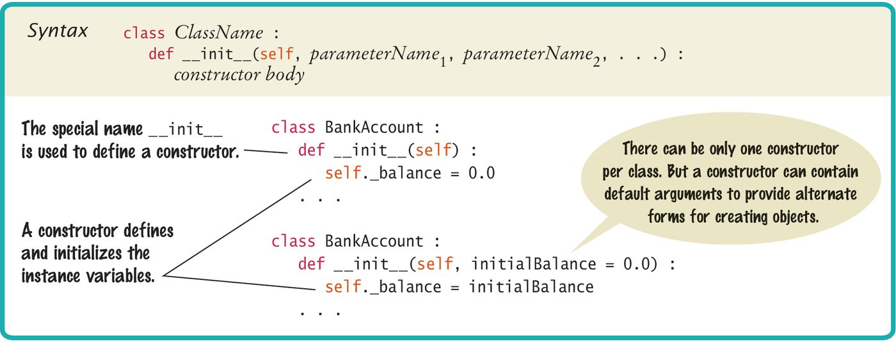 Syntax
class ClassName :
def __init__(self, parameterName1, parameterName2, . . .) :
constructor body
The special name __init__
is used to define a constructor.
class BankAccount :
def __init__(self) :
self._balance = 0.0
. . .
There can be only one constructor
per class. But a constructor can contain
default arguments to provide alternate
forms for creating objects.
A constructor defines
and initializes the
instance variables.
class BankAccount :
def __init__(self, initialBalance = 0.0) :
self._balance = initialBalance
. . .